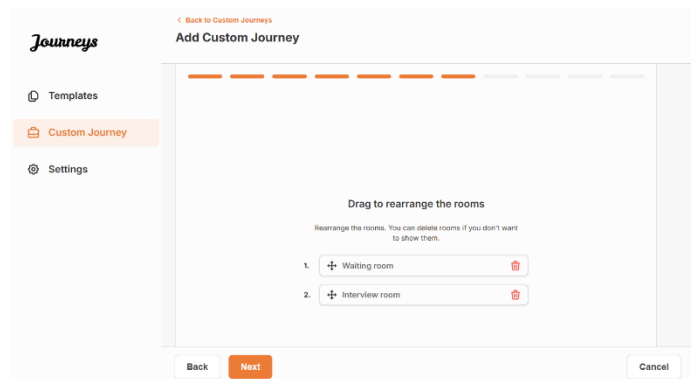 Journeys
< Back to Custom Journeys
Add Custom Journey
Templates
Custom Journey
Settings
Drag to rearrange the rooms
Rearrange the rooms. You can delete rooms if you don't want
to show them.
1. Waiting room
2. Interview room
Back
Next
Cancel